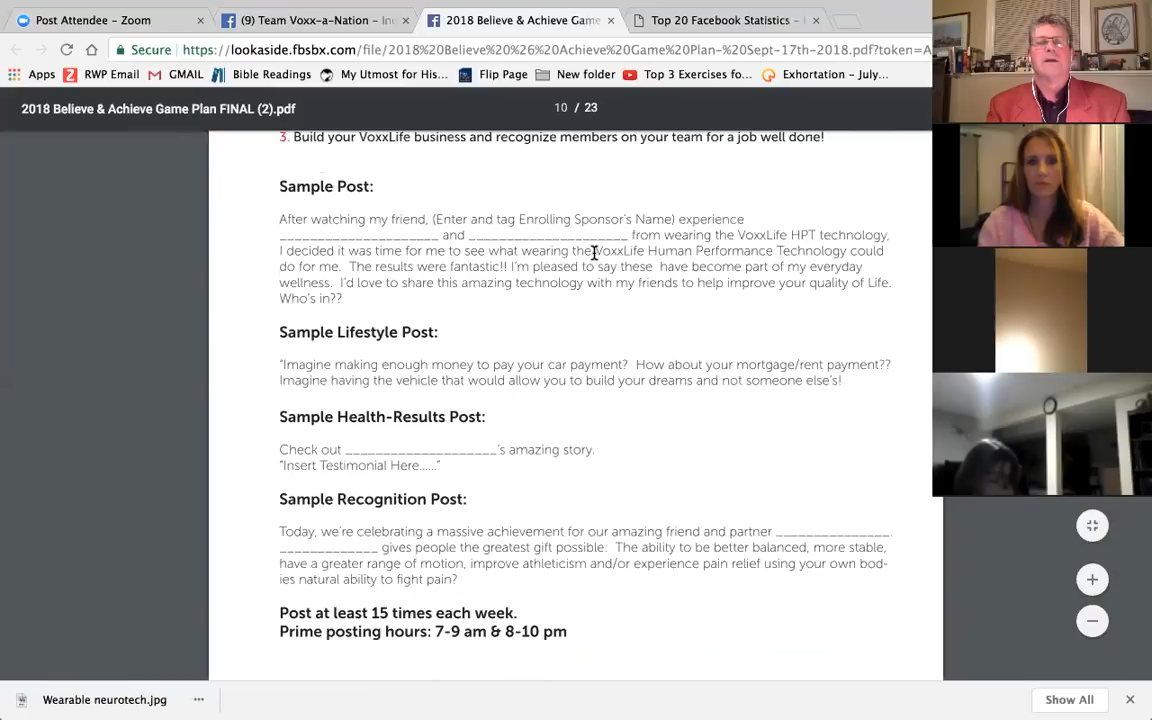 Post Attendee - Zoom
(9) Team Voxx-a-Nation - In
2018 Believe & Achieve Game
Top 20 Facebook Statistics -
Secure
https://lookaside.fbsbx.com/file/2018%20Believe%20%26%20Achieve%20Game%20Plan-%20Sept-17th-2018.pdf?token=A
Apps
RWP Email
GMAIL
Bible Readings
My Utmost for His...
Flip Page
New folder
Top 3 Exercises fo...
Exhortation - July...
2018 Believe & Achieve Game Plan FINAL (2).pdf
10 / 23
3. Build your VoxxLife business and recognize members on your team for a job well done!
Sample Post:
After watching my friend, (Enter and tag Enrolling Sponsor's Name) experience
_____________________ and _____________________ from wearing the VoxxLife HPT technology,
I decided it was time for me to see what wearing the VoxxLife Human Performance Technology could
do for me. The results were fantastic!! I'm pleased to say these have become part of my everyday
wellness. I'd love to share this amazing technology with my friends to help improve your quality of Life.
Who's in??
Sample Lifestyle Post:
"Imagine making enough money to pay your car payment? How about your mortgage/rent payment??
Imagine having the vehicle that would allow you to build your dreams and not someone else's!
Sample Health-Results Post:
Check out ____________________'s amazing story.
"Insert Testimonial Here......"
Sample Recognition Post:
Today, we're celebrating a massive achievement for our amazing friend and partner _______________.
_____________ gives people the greatest gift possible: The ability to be better balanced, more stable,
have a greater range of motion, improve athleticism and/or experience pain relief using your own bod-
ies natural ability to fight pain?
Post at least 15 times each week.
Prime posting hours: 7-9 am & 8-10 pm
Wearable neurotech.jpg
Show All